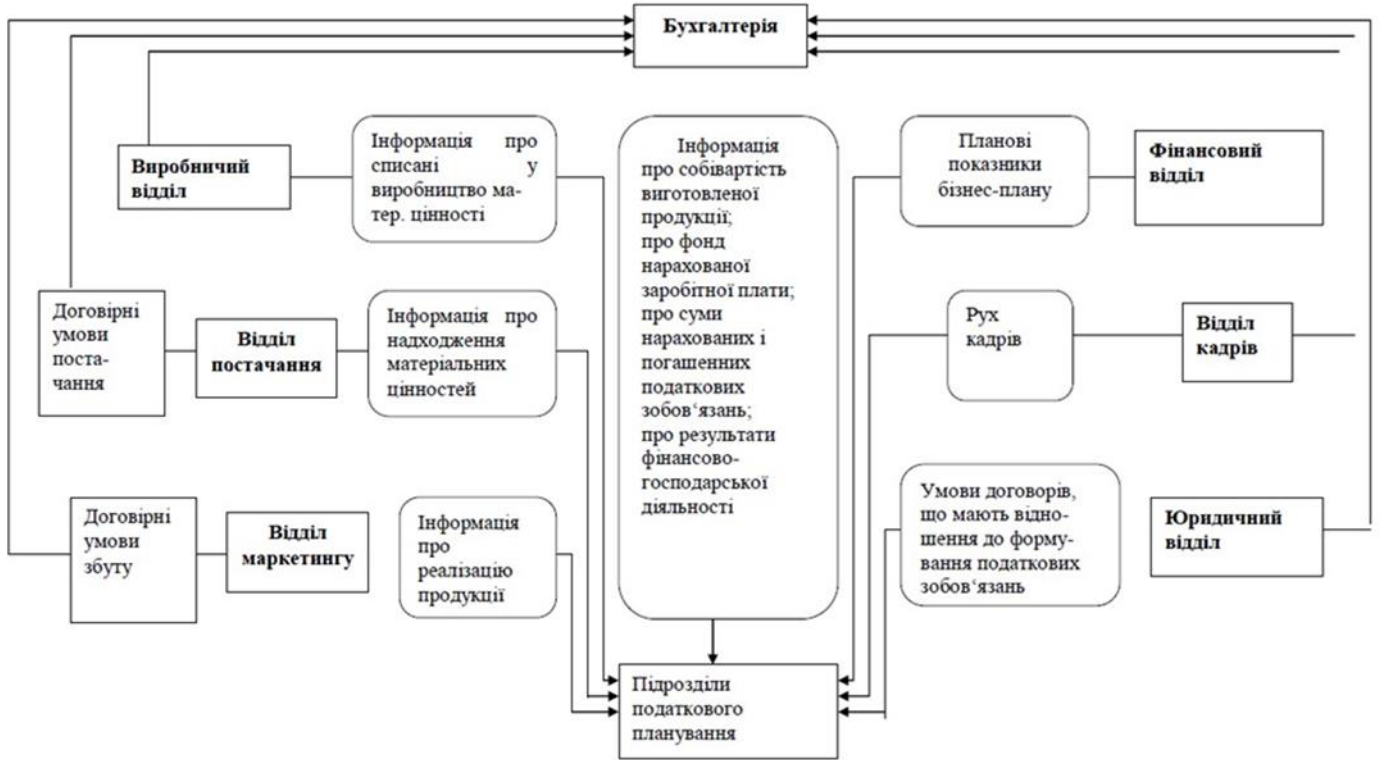 Бухгалтерія
Виробничий
відділ
Інформація про
списані у
виробництво ма-
тер. цінності
Інформація
про собівартість
виготовленої
продукції;
про фонд
нарахованої
заробітної плати;
про суми
нарахованих і
погашенних
податкових
зобов‘язань;
про результати
фінансово-
господарської
діяльності
Планові
показники
бізнес-плану
Фінансовий
відділ
Договірні
умови
поста-
чання
Відділ
постачання
Інформація про
надходження
матеріальних
цінностей
Рух
кадрів
Відділ
кадрів
Договірні
умови
збуту
Відділ
маркетингу
Інформація
про
реалізацію
продукції
Умови договорів,
що мають відно-
шення до форму-
вання податкових
зобов‘язань
Юридичний
відділ
Підрозділи
податкового
планування